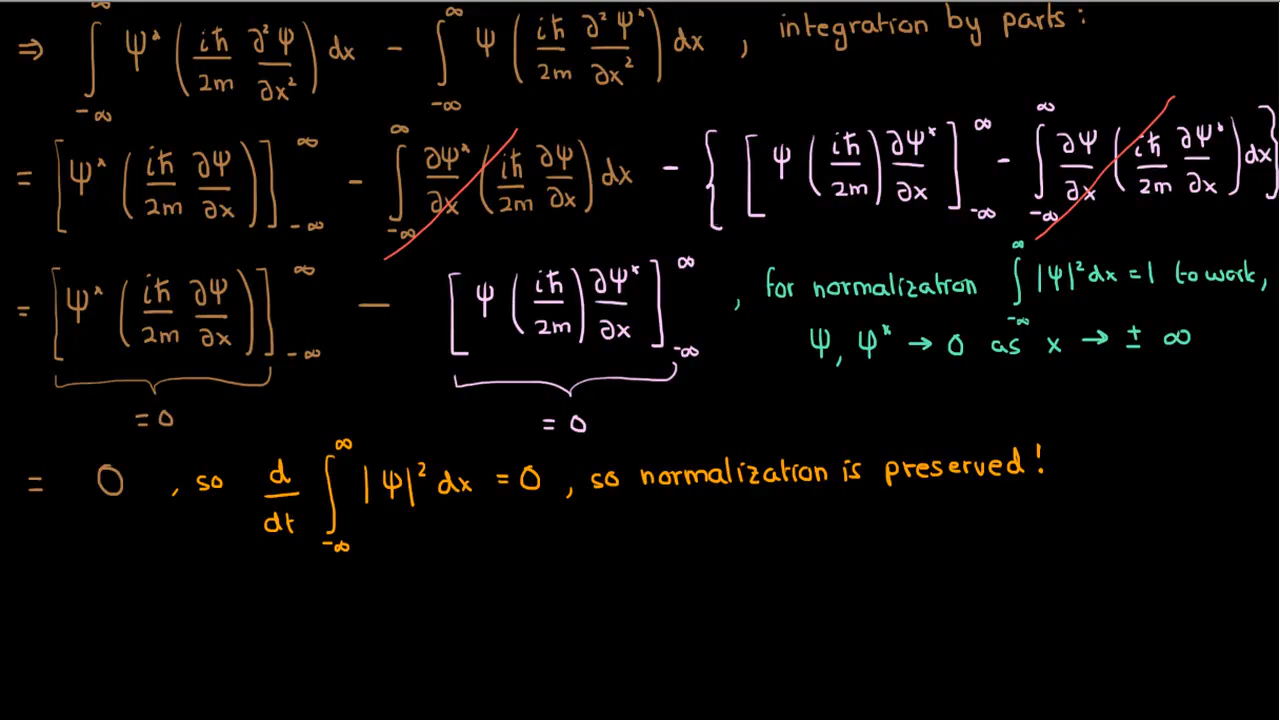 ⇒ ∫_{-∞}^{∞} Ψ* (iħ/2m ∂²Ψ/∂x²) dx - ∫_{-∞}^{∞} Ψ (iħ/2m ∂²Ψ*/∂x²) dx , integration by parts:
= [Ψ* (iħ/2m ∂Ψ/∂x)]_{-∞}^{∞} - ∫_{-∞}^{∞} ∂Ψ*/∂x (iħ/2m ∂Ψ/∂x) dx - { [Ψ (iħ/2m) ∂Ψ*/∂x]_{-∞}^{∞} - ∫_{-∞}^{∞} ∂Ψ/∂x (iħ/2m ∂Ψ*/∂x) dx }
= [Ψ* (iħ/2m ∂Ψ/∂x)]_{-∞}^{∞} — [Ψ (iħ/2m) ∂Ψ*/∂x]_{-∞}^{∞} , for normalization ∫_{-∞}^{∞} |Ψ|² dx = 1 to work,
Ψ, Ψ* → 0 as x → ± ∞
= 0 = 0
= 0 , so d/dt ∫_{-∞}^{∞} |Ψ|² dx = 0 , so normalization is preserved!